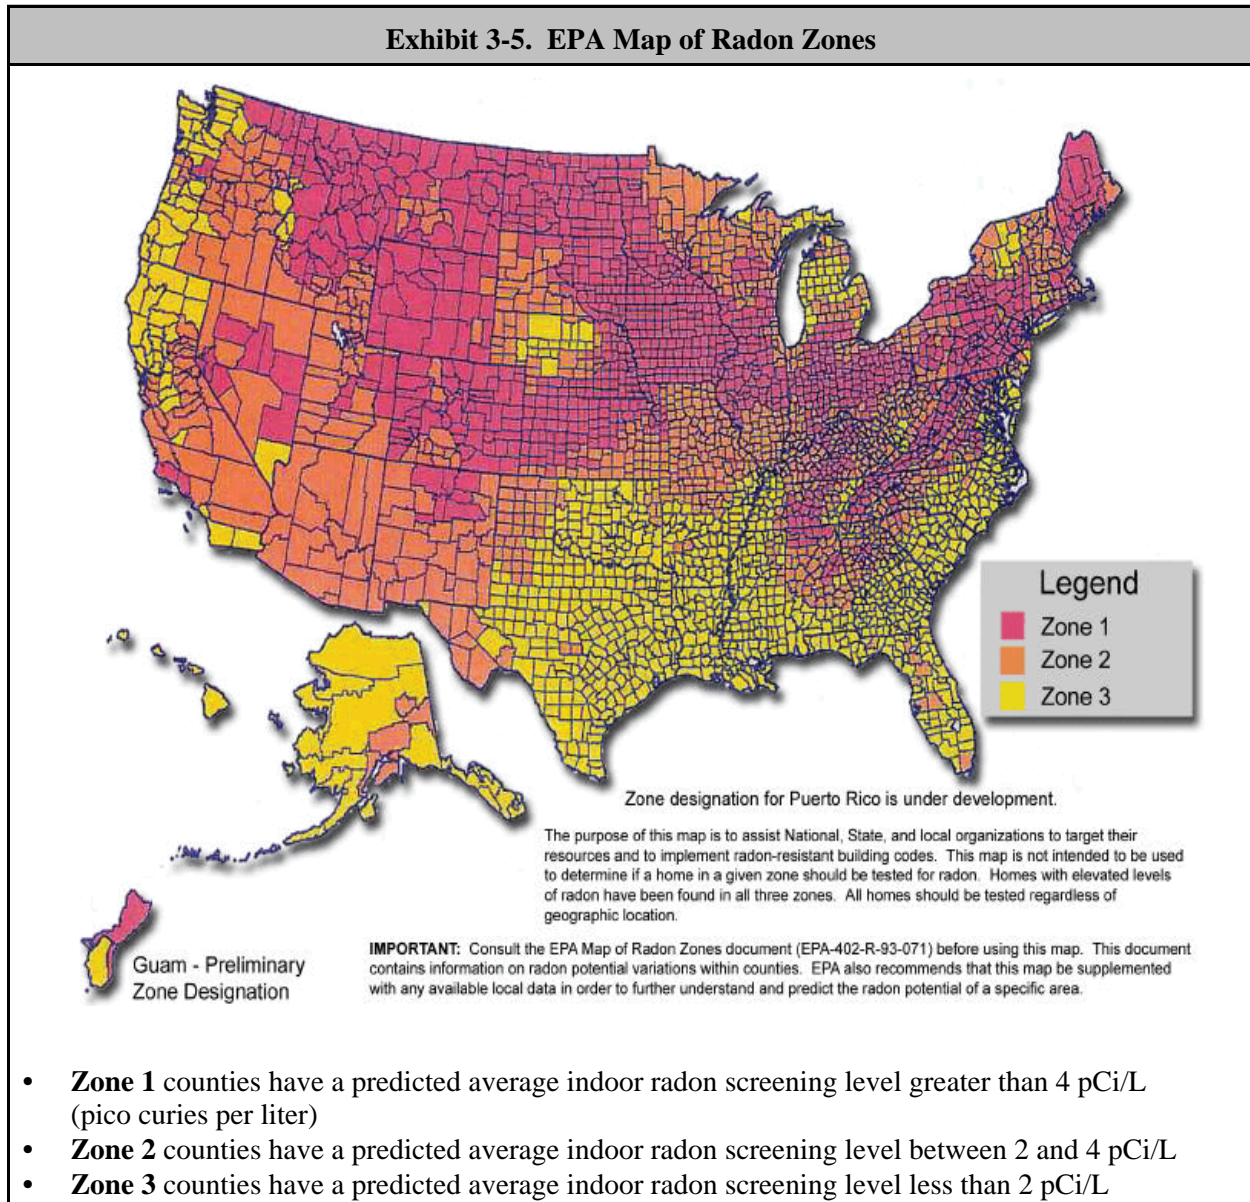 Exhibit 3-5.  EPA Map of Radon Zones
Legend
Zone 1
Zone 2
Zone 3
Zone designation for Puerto Rico is under development.
The purpose of this map is to assist National, State, and local organizations to target their
resources and to implement radon-resistant building codes.  This map is not intended to be used
to determine if a home in a given zone should be tested for radon.  Homes with elevated levels
of radon have been found in all three zones.  All homes should be tested regardless of
geographic location.
Guam - Preliminary
Zone Designation
IMPORTANT:  Consult the EPA Map of Radon Zones document (EPA-402-R-93-071) before using this map.  This document
contains information on radon potential variations within counties.  EPA also recommends that this map be supplemented
with any available local data in order to further understand and predict the radon potential of a specific area.
• Zone 1 counties have a predicted average indoor radon screening level greater than 4 pCi/L
(pico curies per liter)
• Zone 2 counties have a predicted average indoor radon screening level between 2 and 4 pCi/L
• Zone 3 counties have a predicted average indoor radon screening level less than 2 pCi/L